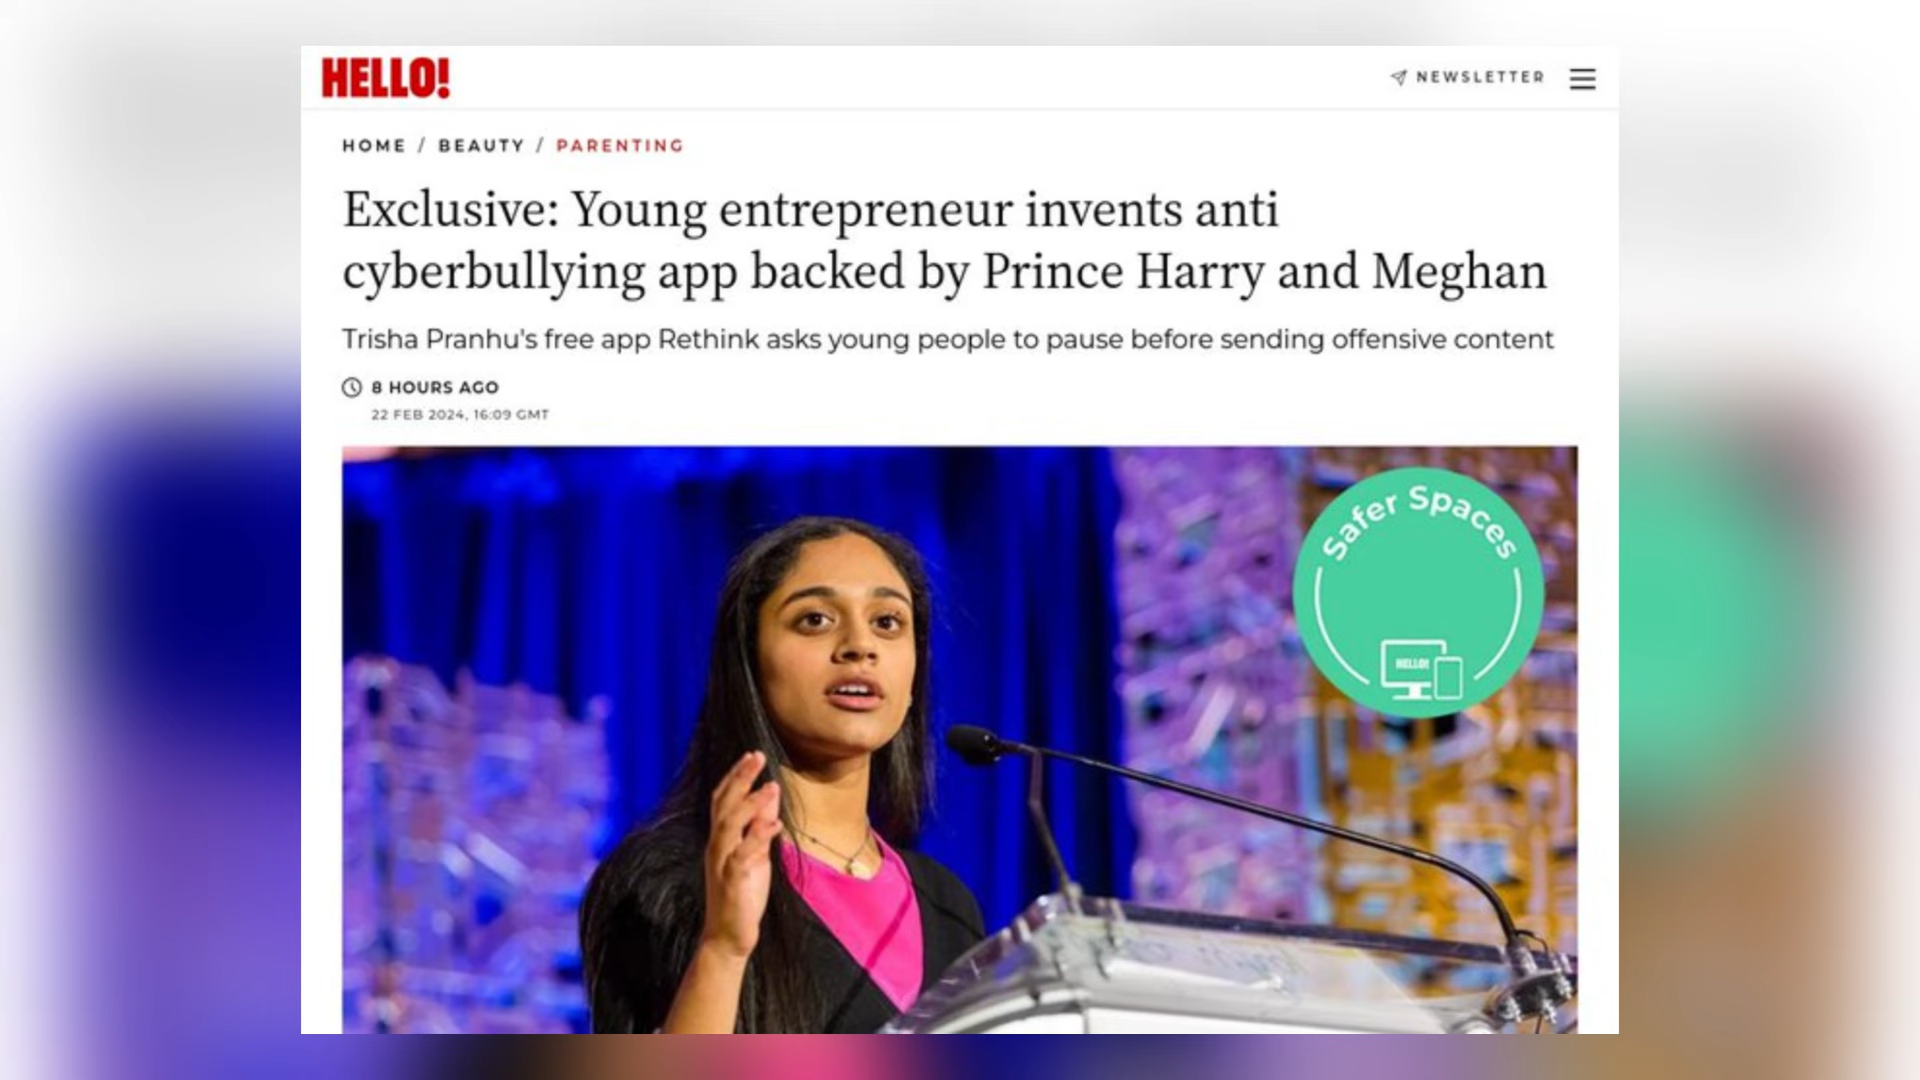 HELLO!
NEWSLETTER
HOME / BEAUTY / PARENTING
Exclusive: Young entrepreneur invents anti
cyberbullying app backed by Prince Harry and Meghan
Trisha Pranhu's free app Rethink asks young people to pause before sending offensive content
8 HOURS AGO
22 FEB 2024, 16:09 GMT
Safer Spaces
HELLO!